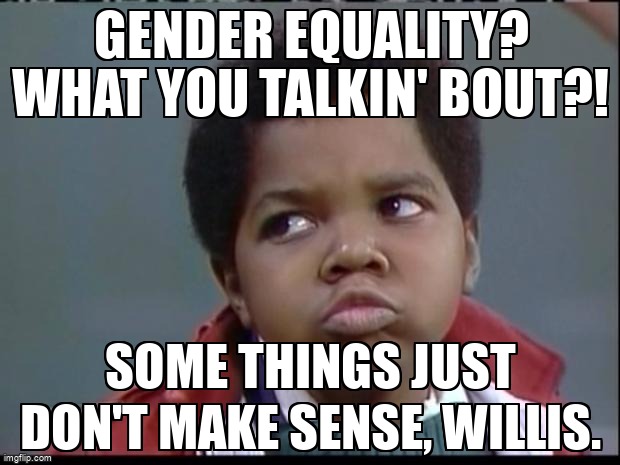 GENDER EQUALITY?
WHAT YOU TALKIN' BOUT?!
SOME THINGS JUST
DON'T MAKE SENSE, WILLIS.
imgflip.com